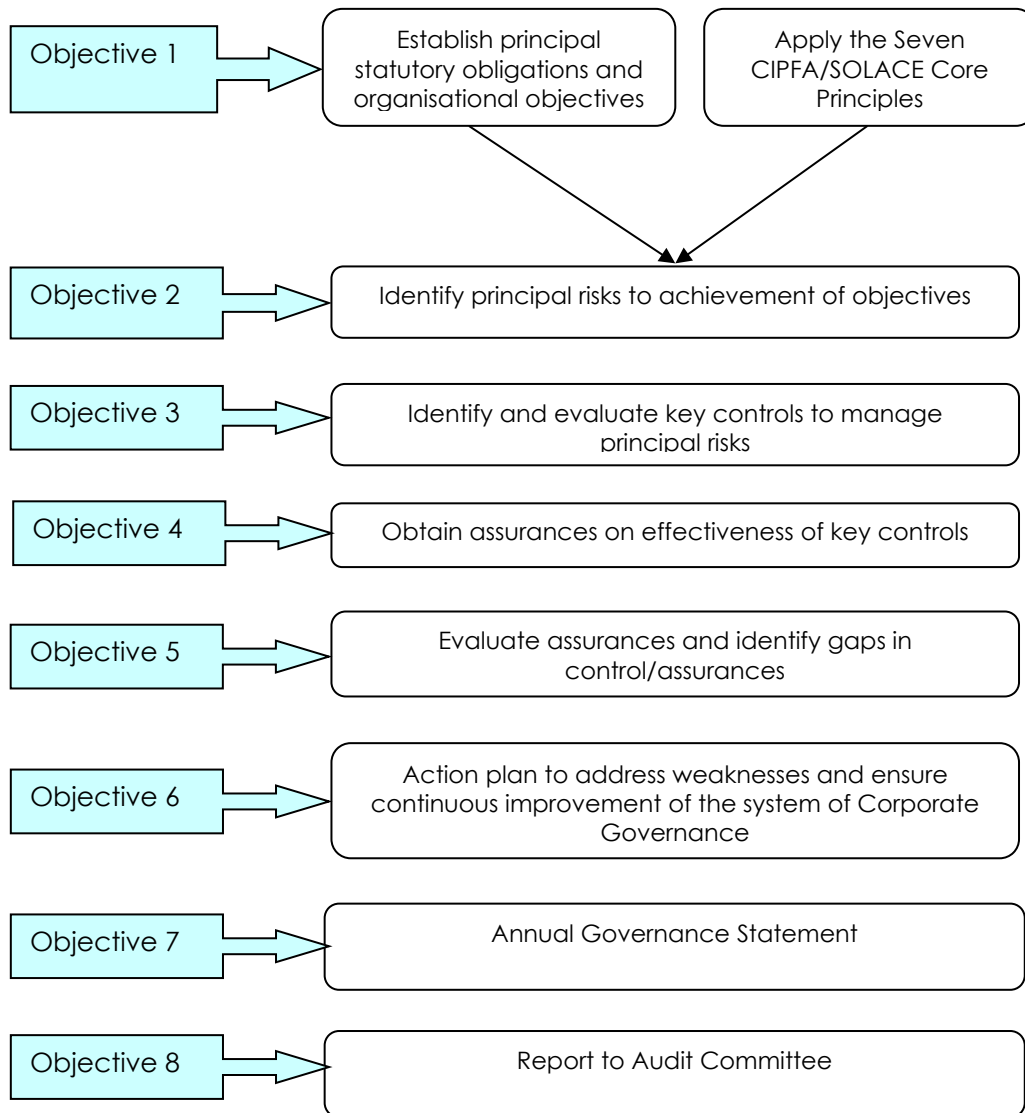 Objective 1
Establish principal
statutory obligations and
organisational objectives
Apply the Seven
CIPFA/SOLACE Core
Principles
Objective 2
Identify principal risks to achievement of objectives
Objective 3
Identify and evaluate key controls to manage
principal risks
Objective 4
Obtain assurances on effectiveness of key controls
Objective 5
Evaluate assurances and identify gaps in
control/assurances
Objective 6
Action plan to address weaknesses and ensure
continuous improvement of the system of Corporate
Governance
Objective 7
Annual Governance Statement
Objective 8
Report to Audit Committee